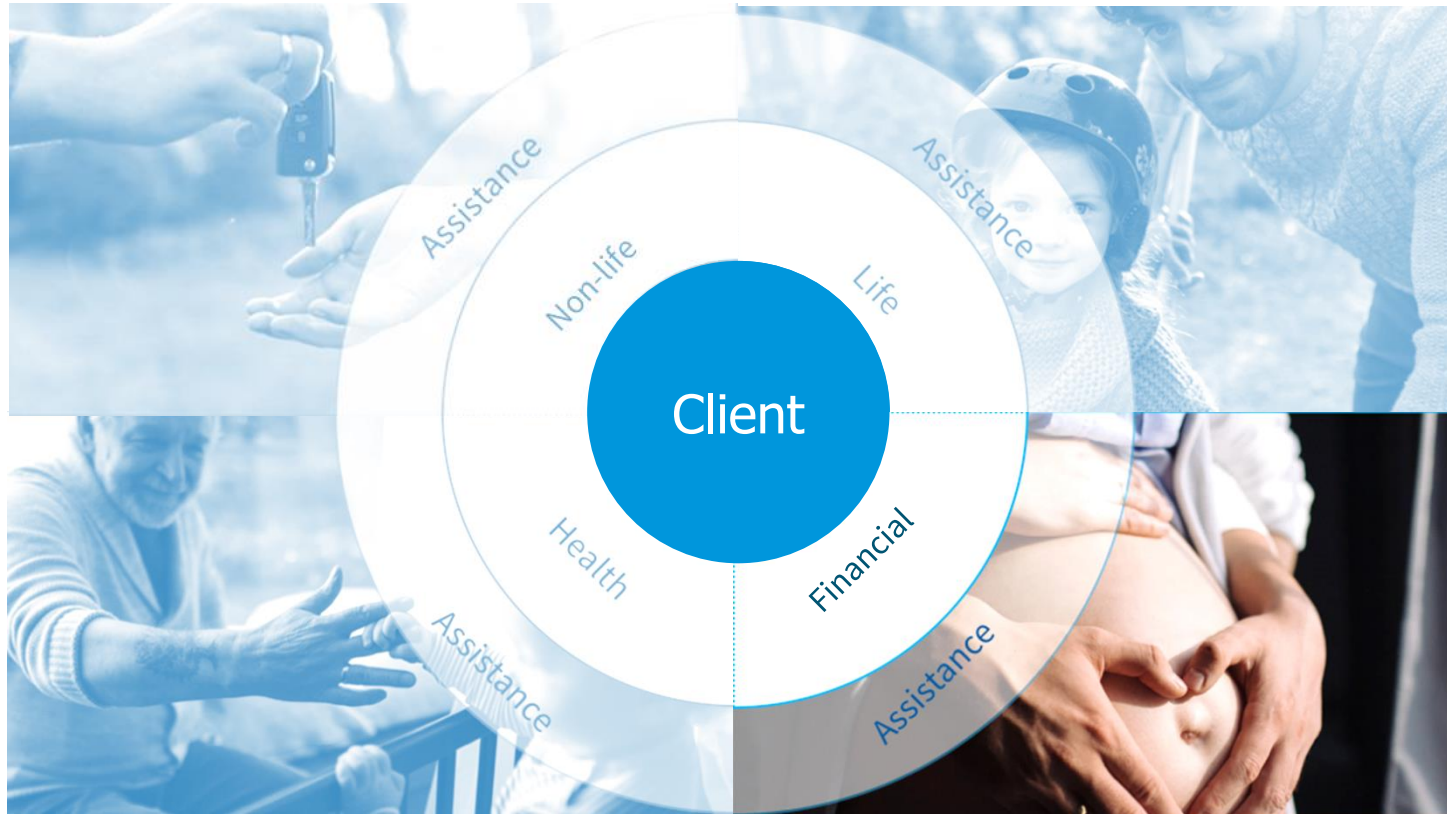 Assistance
Assistance
Non-life
Life
Client
Health
Financial
Assistance
Assistance